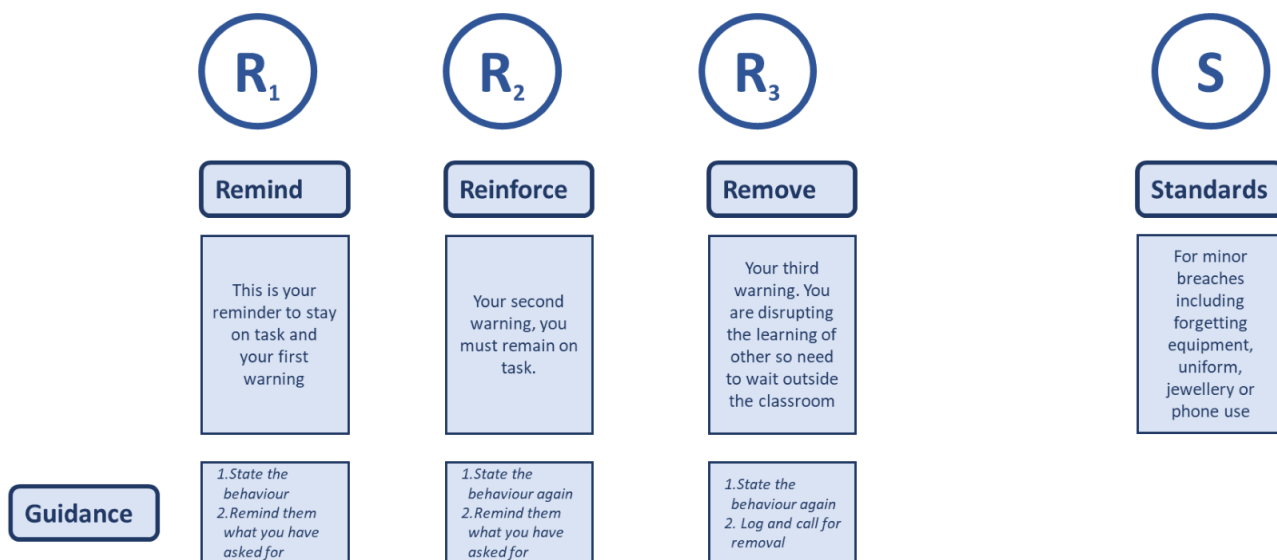 R1
R2
R3
S
Remind
Reinforce
Remove
Standards
This is your
reminder to stay
on task and
your first
warning
Your second
warning, you
must remain on
task.
Your third
warning. You
are disrupting
the learning of
other so need
to wait outside
the classroom
For minor
breaches
including
forgetting
equipment,
uniform,
jewellery or
phone use
Guidance
1.State the
behaviour
2.Remind them
what you have
asked for
1.State the
behaviour again
2.Remind them
what you have
asked for
1.State the
behaviour again
2. Log and call for
removal